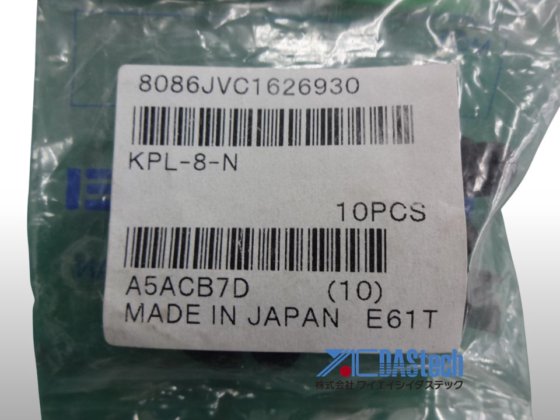 8086JVC1626930
KPL-8-N
10PCS
A5ACB7D (10)
MADE IN JAPAN E61T
DAStech
株式会社ワイエイシイダステック